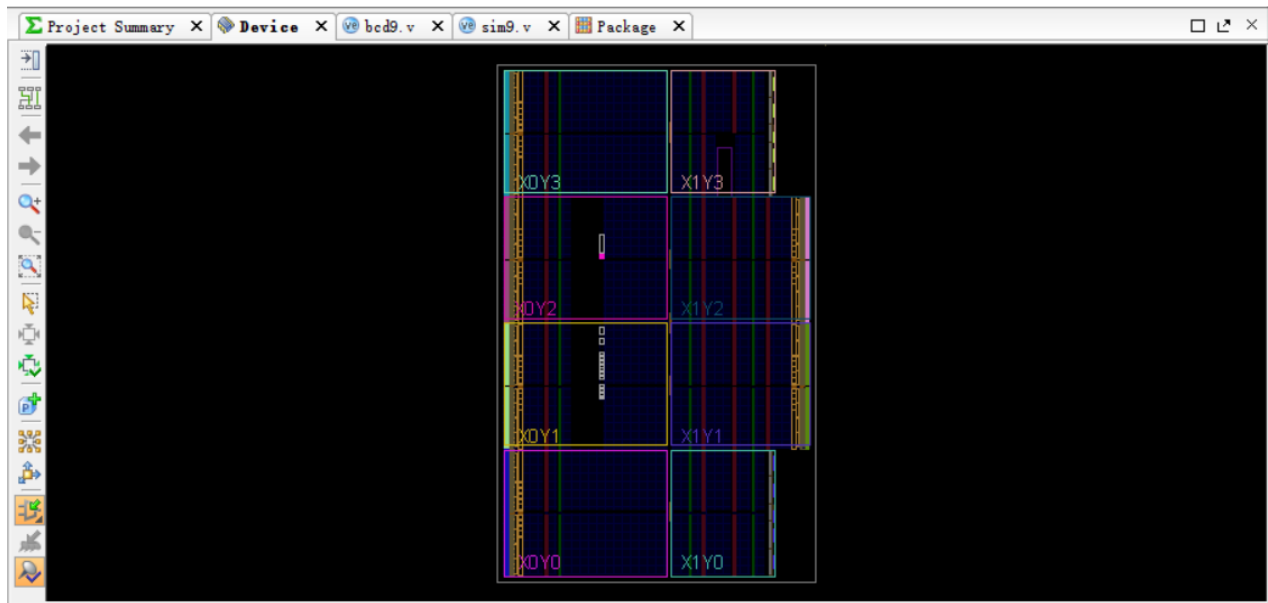 Project Summary Device bcd9.v sim9.v Package
X0Y3 X1Y3
X0Y2 X1Y2
X0Y1 X1Y1
X0Y0 X1Y0